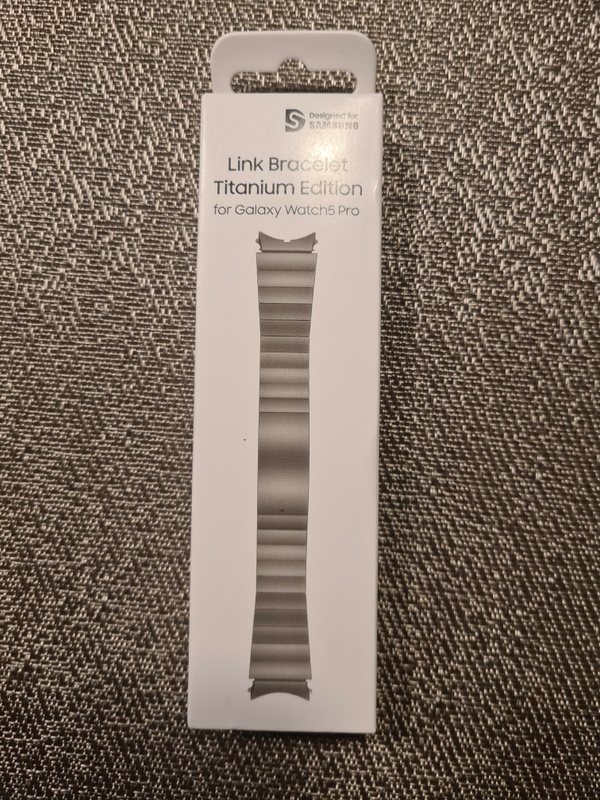 Designed for
SAMSUNG
Link Bracelet
Titanium Edition
for Galaxy Watch5 Pro